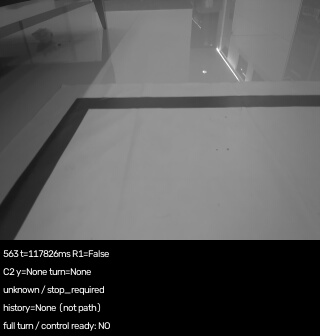 563 t=117826ms R1=False
C2 y=None turn=None
unknown / stop_required
history=None (not path)
full turn / control ready: NO